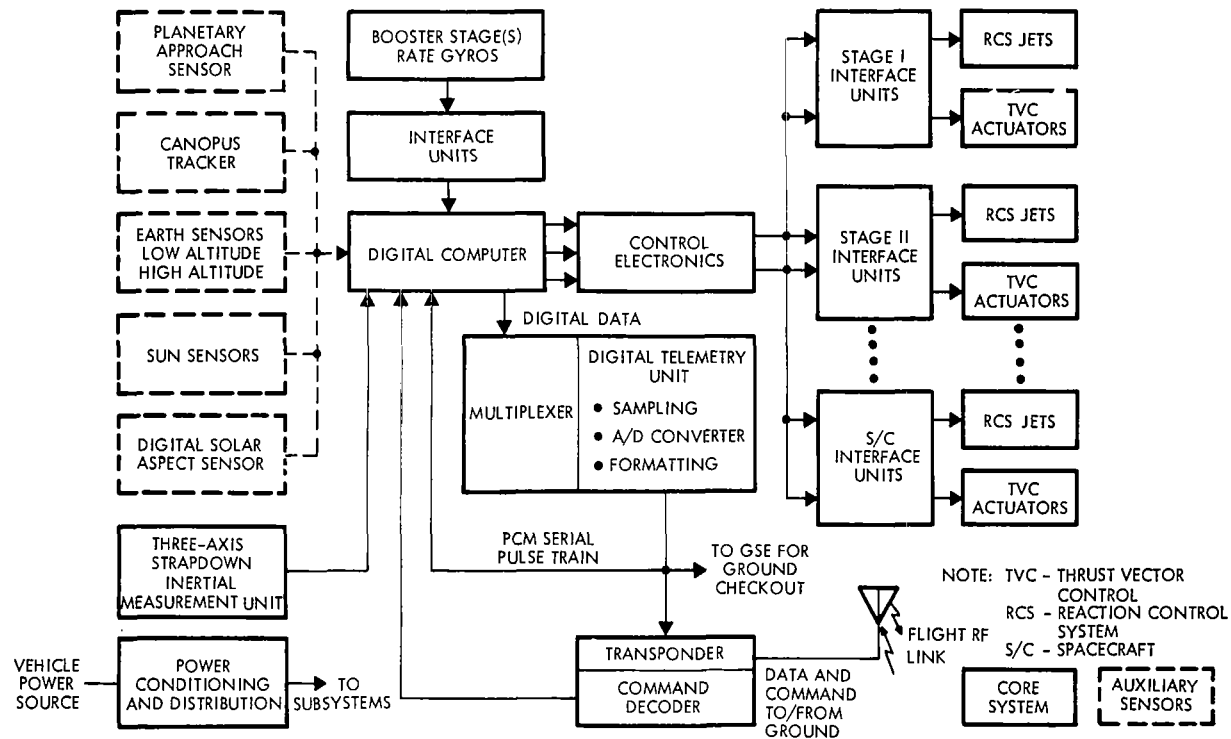 PLANETARY
APPROACH
SENSOR
CANOPUS
TRACKER
EARTH SENSORS
LOW ALTITUDE
HIGH ALTITUDE
SUN SENSORS
DIGITAL SOLAR
ASPECT SENSOR
THREE-AXIS
STRAPDOWN
INERTIAL
MEASUREMENT UNIT
VEHICLE
POWER
SOURCE
POWER
CONDITIONING
AND DISTRIBUTION
TO
SUBSYSTEMS
BOOSTER STAGE(S)
RATE GYROS
INTERFACE
UNITS
DIGITAL COMPUTER
CONTROL
ELECTRONICS
DIGITAL DATA
MULTIPLEXER
DIGITAL TELEMETRY
UNIT
● SAMPLING
● A/D CONVERTER
● FORMATTING
PCM SERIAL
PULSE TRAIN
TO GSE FOR
GROUND
CHECKOUT
TRANSPONDER
COMMAND
DECODER
DATA AND
COMMAND
TO/FROM
GROUND
FLIGHT RF
LINK
STAGE I
INTERFACE
UNITS
RCS JETS
TVC
ACTUATORS
STAGE II
INTERFACE
UNITS
RCS JETS
TVC
ACTUATORS
S/C
INTERFACE
UNITS
RCS JETS
TVC
ACTUATORS
NOTE: TVC – THRUST VECTOR
CONTROL
RCS – REACTION CONTROL
SYSTEM
S/C – SPACECRAFT
CORE
SYSTEM
AUXILIARY
SENSORS